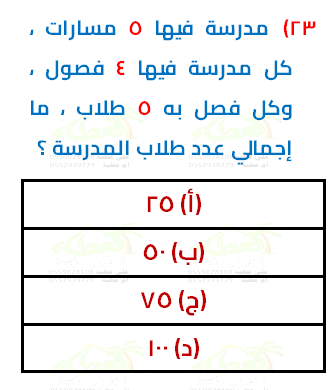 ٢٣) مدرسة فيها ٥ مسارات ،
كل مدرسة فيها ٤ فصول ،
وكل فصل به ٥ طلاب ، ما
إجمالي عدد طلاب المدرسة ؟
(أ) ٢٥
(ب) ٥٠
(ج) ٧٥
(د) ١٠٠